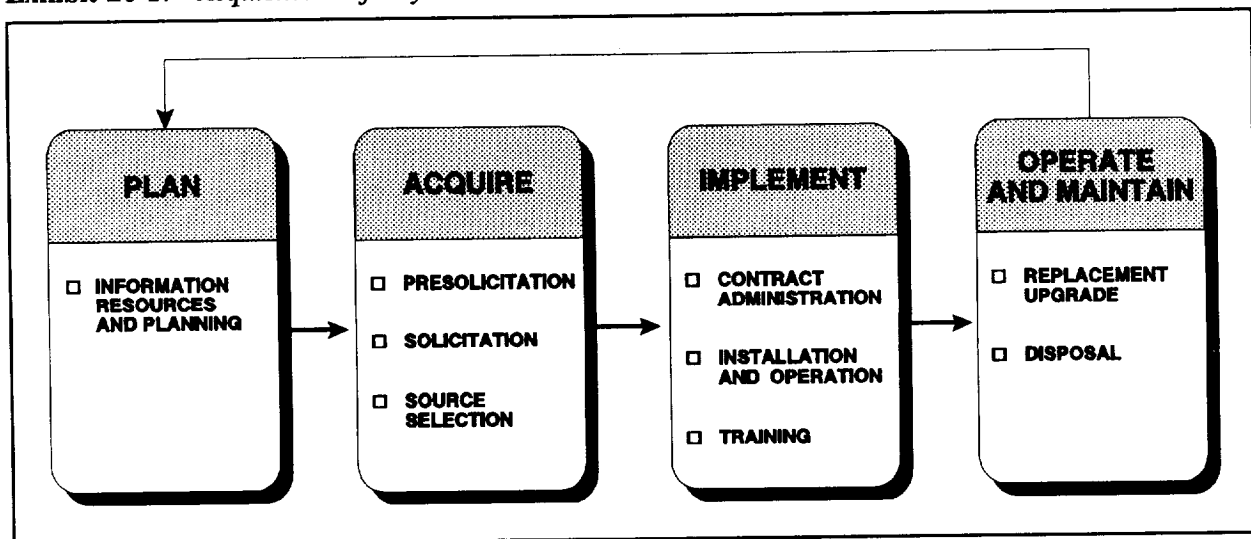 PLAN
INFORMATION
RESOURCES
AND PLANNING
ACQUIRE
PRESOLICITATION
SOLICITATION
SOURCE
SELECTION
IMPLEMENT
CONTRACT
ADMINISTRATION
INSTALLATION
AND OPERATION
TRAINING
OPERATE
AND MAINTAIN
REPLACEMENT
UPGRADE
DISPOSAL